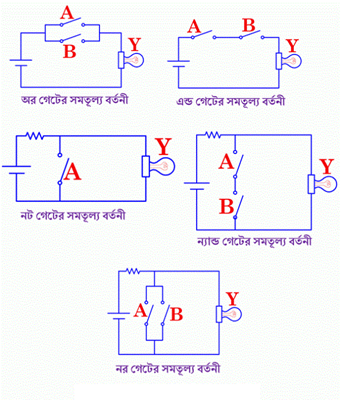 A
B
Y
অর গেটের সমতূল্য বর্তনী
A
B
Y
এন্ড গেটের সমতূল্য বর্তনী
A
Y
নট গেটের সমতূল্য বর্তনী
A
B
Y
ন্যান্ড গেটের সমতূল্য বর্তনী
A
B
Y
নর গেটের সমতূল্য বর্তনী